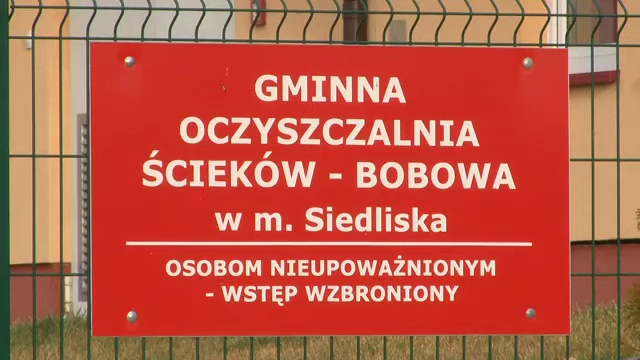 GMINNA
OCZYSZCZALNIA
ŚCIEKÓW - BOBOWA
w m. Siedliska
OSOBOM NIEUPOWAŻNIONYM
- WSTĘP WZBRONIONY